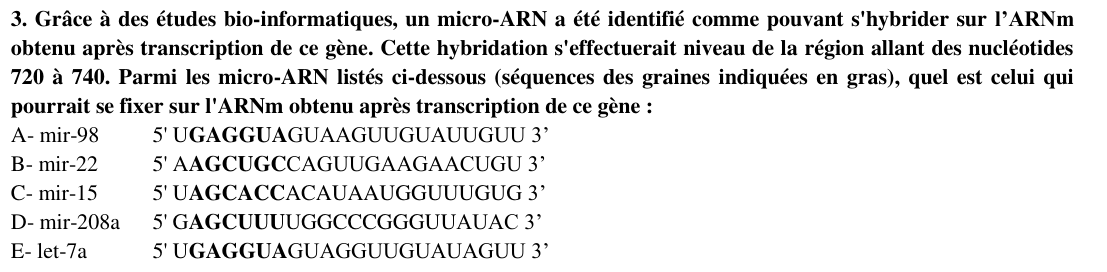 3. Grâce à des études bio-informatiques, un micro-ARN a été identifié comme pouvant s'hybrider sur l’ARNm
obtenu après transcription de ce gène. Cette hybridation s'effectuerait niveau de la région allant des nucléotides
720 à 740. Parmi les micro-ARN listés ci-dessous (séquences des graines indiquées en gras), quel est celui qui
pourrait se fixer sur l'ARNm obtenu après transcription de ce gène :
A- mir-98 5' UGAGGUAGUAAGUUGUAUUGUU 3’
B- mir-22 5' AAGCUGCCAGUUGAAGAACUGU 3’
C- mir-15 5' UAGCACCACAUAAUGGUUUGUG 3’
D- mir-208a 5' GAGCUUUUGGCCCGGGUUAUAC 3’
E- let-7a 5' UGAGGUAGUAGGUUGUAUAGUU 3’